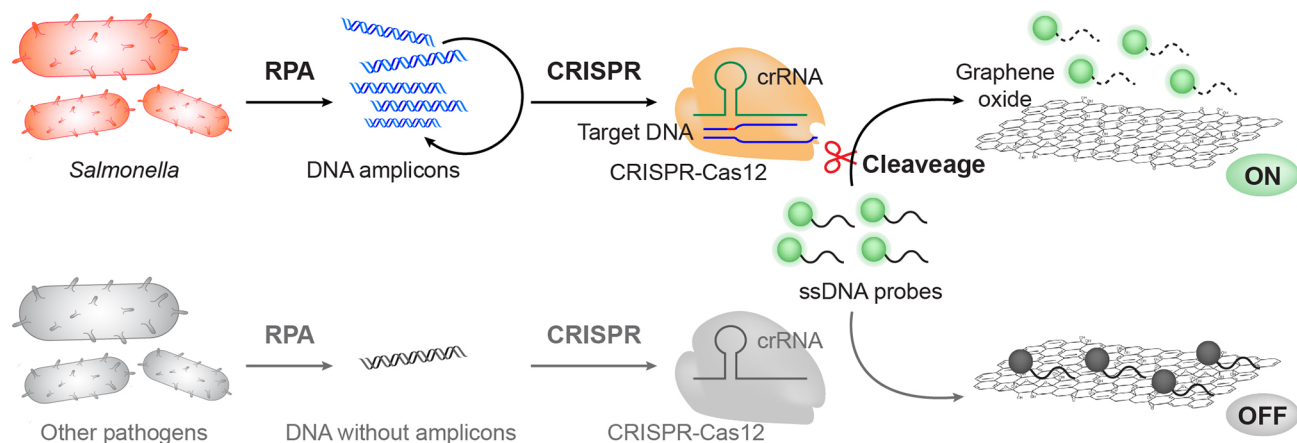 RPA
CRISPR
crRNA
Graphene
oxide
Target DNA
Salmonella
DNA amplicons
CRISPR-Cas12
Cleaveage
ON
ssDNA probes
RPA
CRISPR
crRNA
Other pathogens
DNA without amplicons
CRISPR-Cas12
OFF